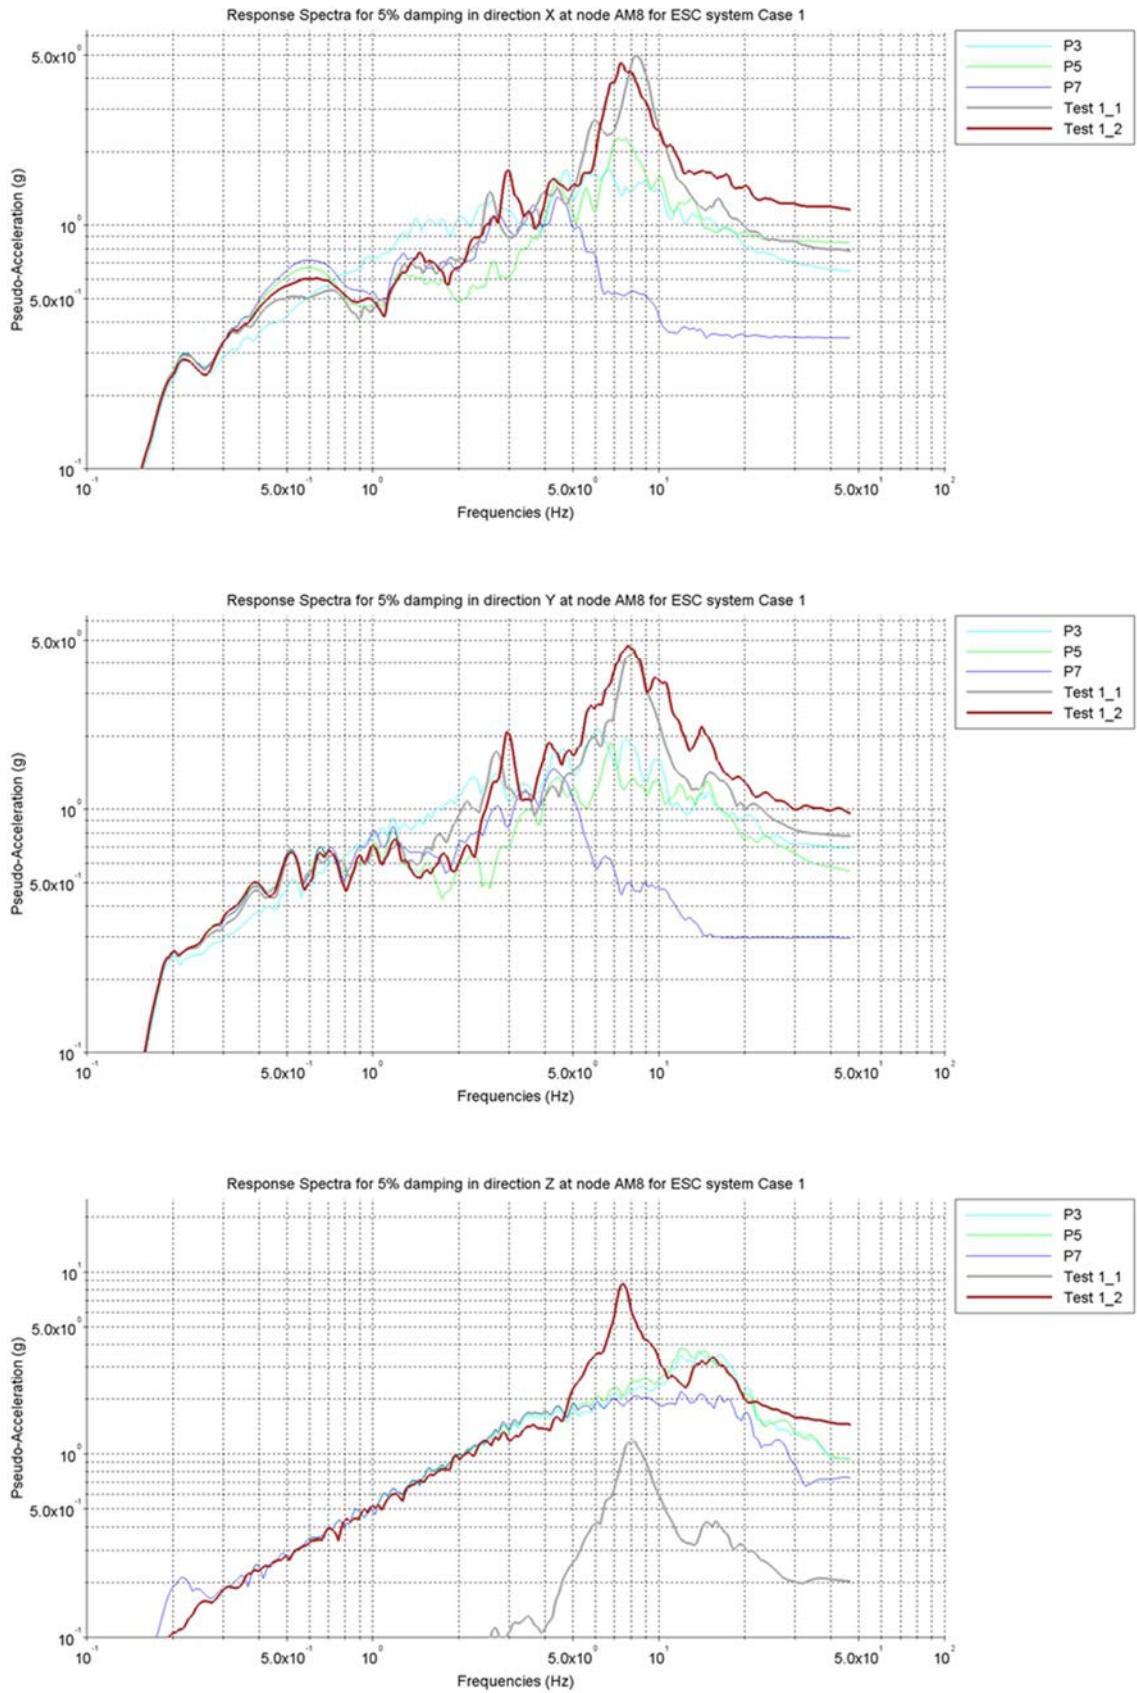 Response Spectra for 5% damping in direction X at node AM8 for ESC system Case 1
5.0x10⁰
10⁰
5.0x10⁻¹
10⁻¹
Pseudo-Acceleration (g)
10⁻¹ 5.0x10⁻¹ 10⁰ 5.0x10⁰ 10¹ 5.0x10¹ 10²
Frequencies (Hz)
P3
P5
P7
Test 1_1
Test 1_2
Response Spectra for 5% damping in direction Y at node AM8 for ESC system Case 1
5.0x10⁰
10⁰
5.0x10⁻¹
10⁻¹
Pseudo-Acceleration (g)
10⁻¹ 5.0x10⁻¹ 10⁰ 5.0x10⁰ 10¹ 5.0x10¹ 10²
Frequencies (Hz)
P3
P5
P7
Test 1_1
Test 1_2
Response Spectra for 5% damping in direction Z at node AM8 for ESC system Case 1
10¹
5.0x10⁰
10⁰
5.0x10⁻¹
10⁻¹
Pseudo-Acceleration (g)
10⁻¹ 5.0x10⁻¹ 10⁰ 5.0x10⁰ 10¹ 5.0x10¹ 10²
Frequencies (Hz)
P3
P5
P7
Test 1_1
Test 1_2